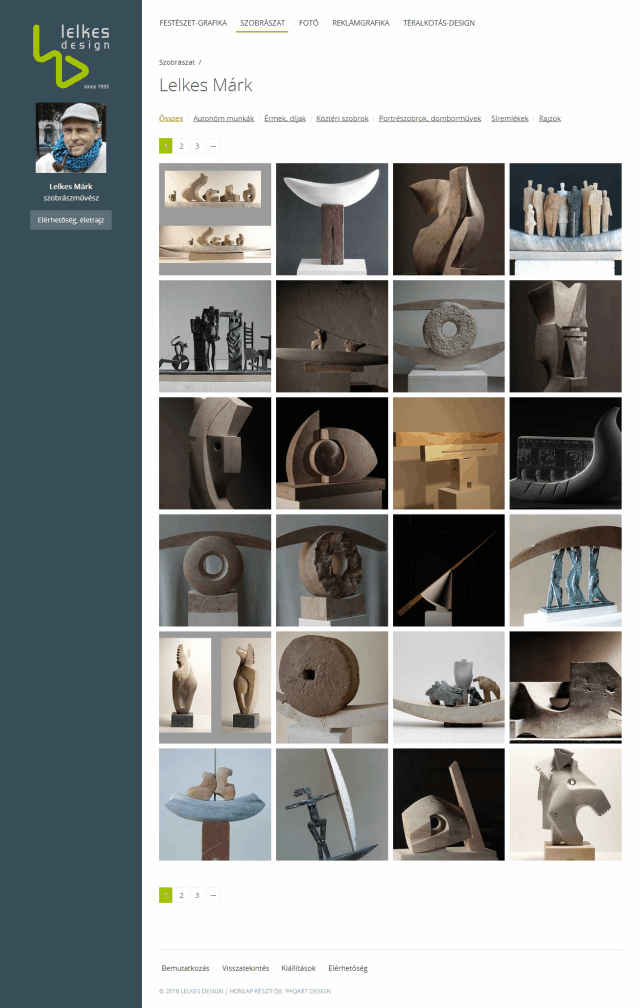 lelkes
design
since 1935
Lelkes Márk
szobrászművész
Elérhetőség, életrajz
FESTÉSZET-GRAFIKA SZOBRÁSZAT FOTÓ REKLÁMGRAFIKA TÉRALKOTÁS-DESIGN
Szobrászat /
Lelkes Márk
Összes Autonóm munkák Érmek, díjak Köztéri szobrok Portrészobrok, domborművek Síremlékek Rajzok
1 2 3 →
1 2 3 →
Bemutatkozás Visszatekintés Kiállítások Elérhetőség
© 2016 LELKES DESIGN | HONLAP KÉSZÍTŐJE: PAQART DESIGN